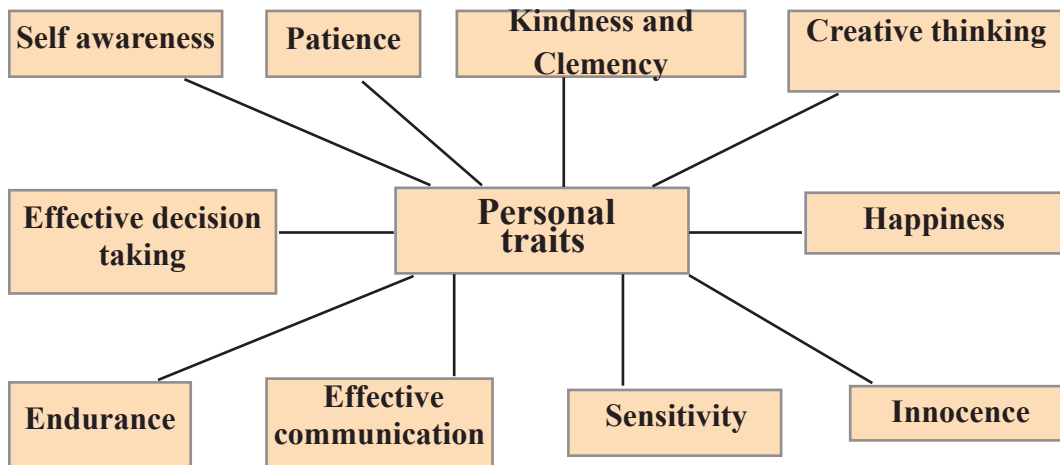 Self awareness
Patience
Kindness and
Clemency
Creative thinking
Effective decision
taking
Personal
traits
Happiness
Endurance
Effective
communication
Sensitivity
Innocence